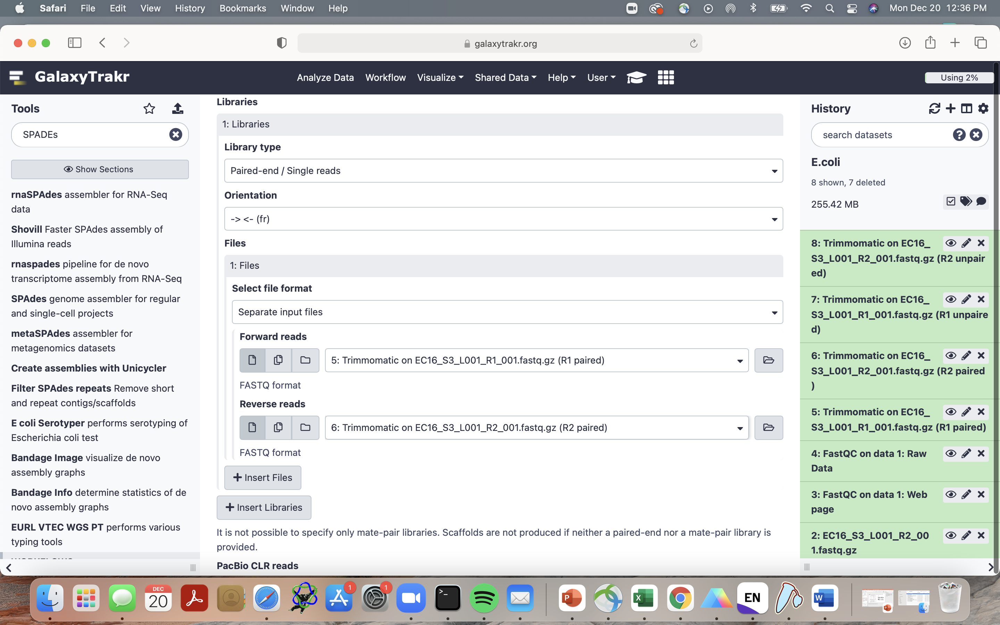 Safari File Edit View History Bookmarks Window Help Mon Dec 20 12:36 PM
galaxytrakr.org
GalaxyTrakr
Analyze Data Workflow Visualize Shared Data Help User
Using 2%
Tools
SPADEs
Show Sections
rnaSPAdes assembler for RNA-Seq
data
Shovill Faster SPAdes assembly of
Illumina reads
rnaspades pipeline for de novo
transcriptome assembly from RNA-Seq
SPAdes genome assembler for regular
and single-cell projects
metaSPAdes assembler for
metagenomics datasets
Create assemblies with Unicycler
Filter SPAdes repeats Remove short
and repeat contigs/scaffolds
E coli Serotyper performs serotyping of
Escherichia coli test
Bandage Image visualize de novo
assembly graphs
Bandage Info determine statistics of de
novo assembly graphs
EURL VTEC WGS PT performs various
typing tools
Libraries
1: Libraries
Library type
Paired-end / Single reads
Orientation
-> <- (fr)
Files
1: Files
Select file format
Separate input files
Forward reads
5: Trimmomatic on EC16_S3_L001_R1_001.fastq.gz (R1 paired)
FASTQ format
Reverse reads
6: Trimmomatic on EC16_S3_L001_R2_001.fastq.gz (R2 paired)
FASTQ format
+ Insert Files
+ Insert Libraries
It is not possible to specify only mate-pair libraries. Scaffolds are not produced if neither a paired-end nor a mate-pair library is
provided.
PacBio CLR reads
History
search datasets
E.coli
8 shown, 7 deleted
255.42 MB
8: Trimmomatic on EC16_
S3_L001_R2_001.fastq.gz (R2 unpair
ed)
7: Trimmomatic on EC16_
S3_L001_R1_001.fastq.gz (R1 unpaire
d)
6: Trimmomatic on EC16_
S3_L001_R2_001.fastq.gz (R2 paired
)
5: Trimmomatic on EC16_
S3_L001_R1_001.fastq.gz (R1 paired)
4: FastQC on data 1: Raw
Data
3: FastQC on data 1: Web
page
2: EC16_S3_L001_R2_00
1.fastq.gz
DEC
20
1
1
>_
P
X
EN
W
P